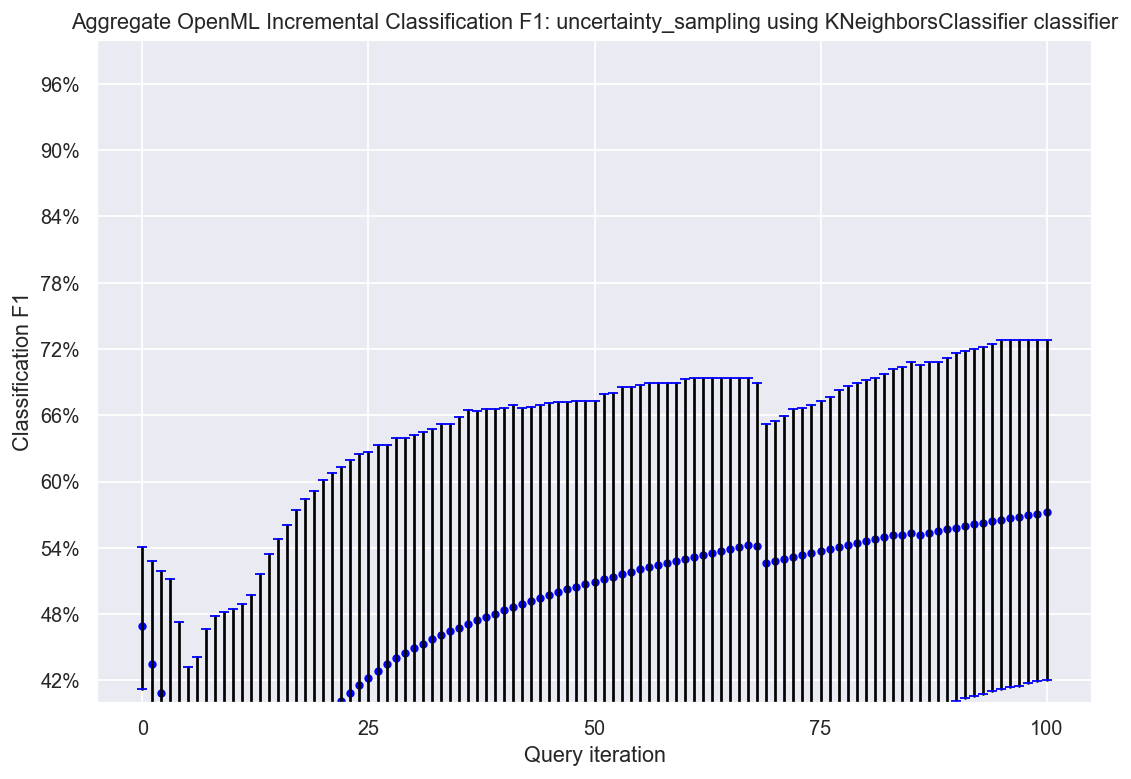 Aggregate OpenML Incremental Classification F1: uncertainty_sampling using KNeighborsClassifier classifier
96%
90%
84%
78%
72%
66%
60%
54%
48%
42%
Classification F1
0 25 50 75 100
Query iteration